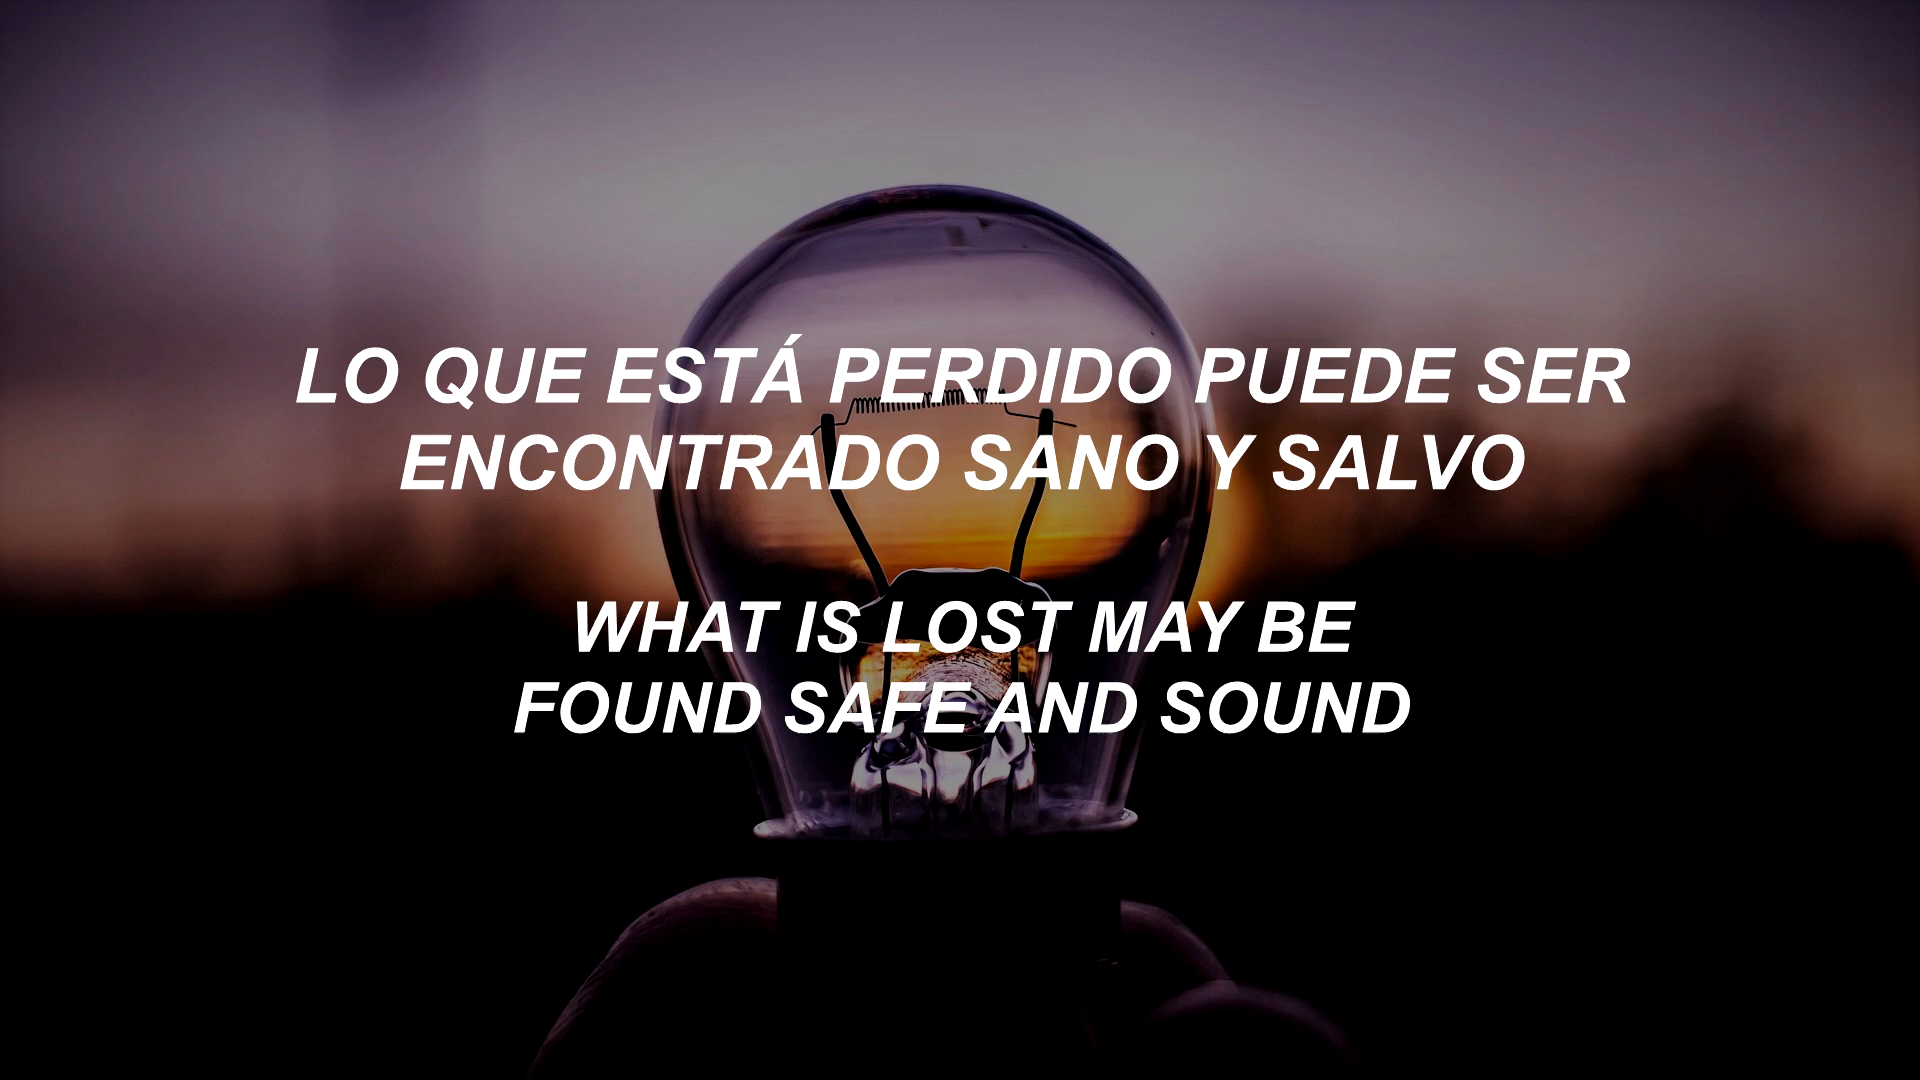 LO QUE ESTÁ PERDIDO PUEDE SER
ENCONTRADO SANO Y SALVO
WHAT IS LOST MAY BE
FOUND SAFE AND SOUND